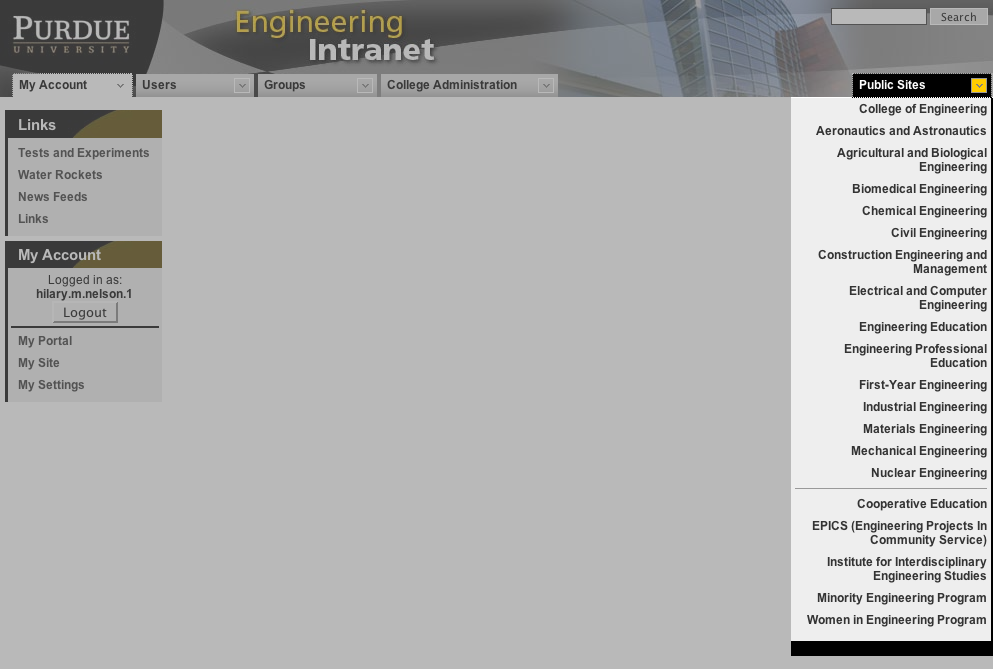 PURDUE
UNIVERSITY
Engineering
Intranet
Search
My Account
Users
Groups
College Administration
Public Sites
Links
Tests and Experiments
Water Rockets
News Feeds
Links
My Account
Logged in as:
hilary.m.nelson.1
Logout
My Portal
My Site
My Settings
College of Engineering
Aeronautics and Astronautics
Agricultural and Biological
Engineering
Biomedical Engineering
Chemical Engineering
Civil Engineering
Construction Engineering and
Management
Electrical and Computer
Engineering
Engineering Education
Engineering Professional
Education
First-Year Engineering
Industrial Engineering
Materials Engineering
Mechanical Engineering
Nuclear Engineering
Cooperative Education
EPICS (Engineering Projects In
Community Service)
Institute for Interdisciplinary
Engineering Studies
Minority Engineering Program
Women in Engineering Program